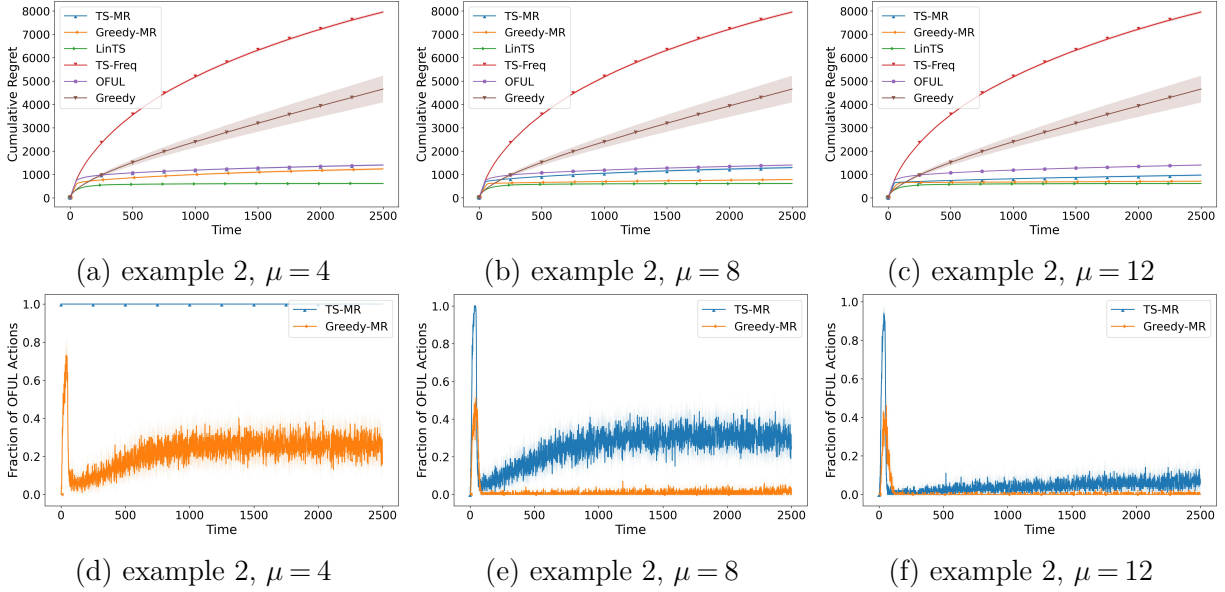 8000
7000
6000
5000
4000
3000
2000
1000
0
Cumulative Regret
TS-MR
Greedy-MR
LinTS
TS-Freq
OFUL
Greedy
0 500 1000 1500 2000 2500
Time
(a) example 2, μ = 4
8000
7000
6000
5000
4000
3000
2000
1000
0
Cumulative Regret
TS-MR
Greedy-MR
LinTS
TS-Freq
OFUL
Greedy
0 500 1000 1500 2000 2500
Time
(b) example 2, μ = 8
8000
7000
6000
5000
4000
3000
2000
1000
0
Cumulative Regret
TS-MR
Greedy-MR
LinTS
TS-Freq
OFUL
Greedy
0 500 1000 1500 2000 2500
Time
(c) example 2, μ = 12
1.0
0.8
0.6
0.4
0.2
0.0
Fraction of OFUL Actions
TS-MR
Greedy-MR
0 500 1000 1500 2000 2500
Time
(d) example 2, μ = 4
1.0
0.8
0.6
0.4
0.2
0.0
Fraction of OFUL Actions
TS-MR
Greedy-MR
0 500 1000 1500 2000 2500
Time
(e) example 2, μ = 8
1.0
0.8
0.6
0.4
0.2
0.0
Fraction of OFUL Actions
TS-MR
Greedy-MR
0 500 1000 1500 2000 2500
Time
(f) example 2, μ = 12